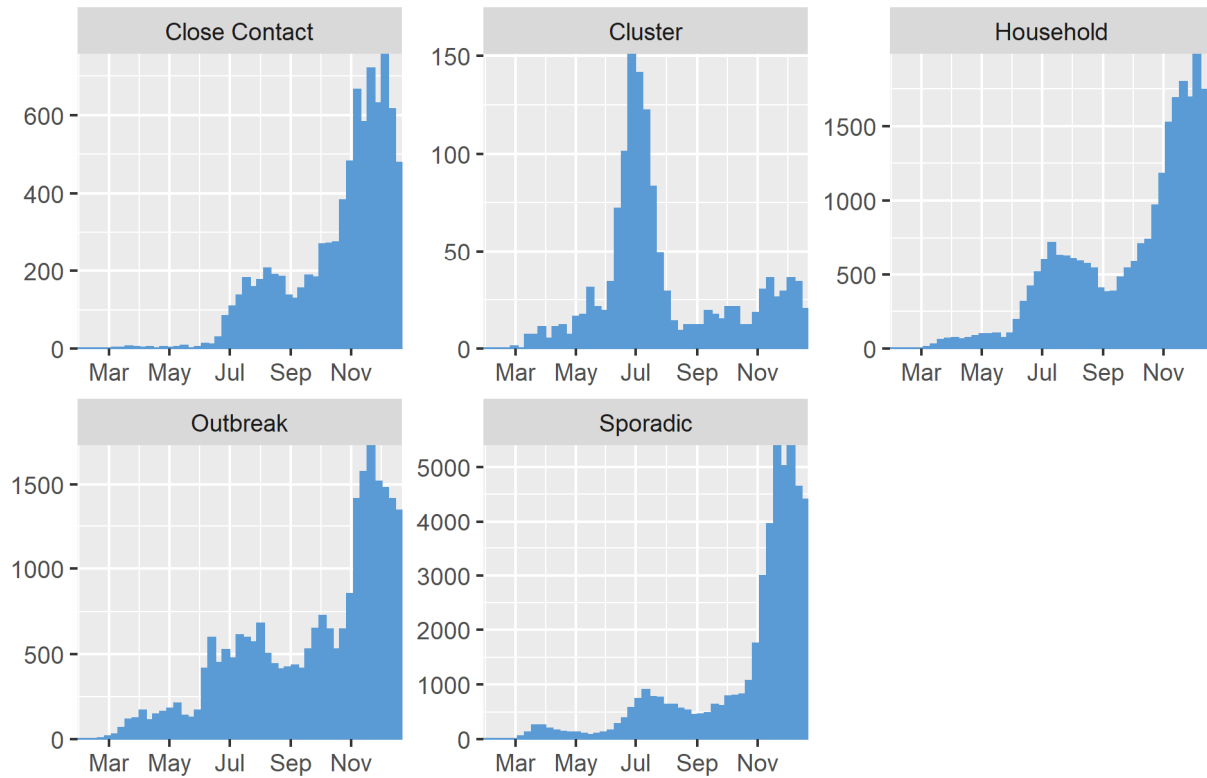 Close Contact
Cluster
Household
600
400
200
0
150
100
50
0
1500
1000
500
0
Mar May Jul Sep Nov
Mar May Jul Sep Nov
Mar May Jul Sep Nov
Outbreak
Sporadic
1500
1000
500
0
5000
4000
3000
2000
1000
0
Mar May Jul Sep Nov
Mar May Jul Sep Nov